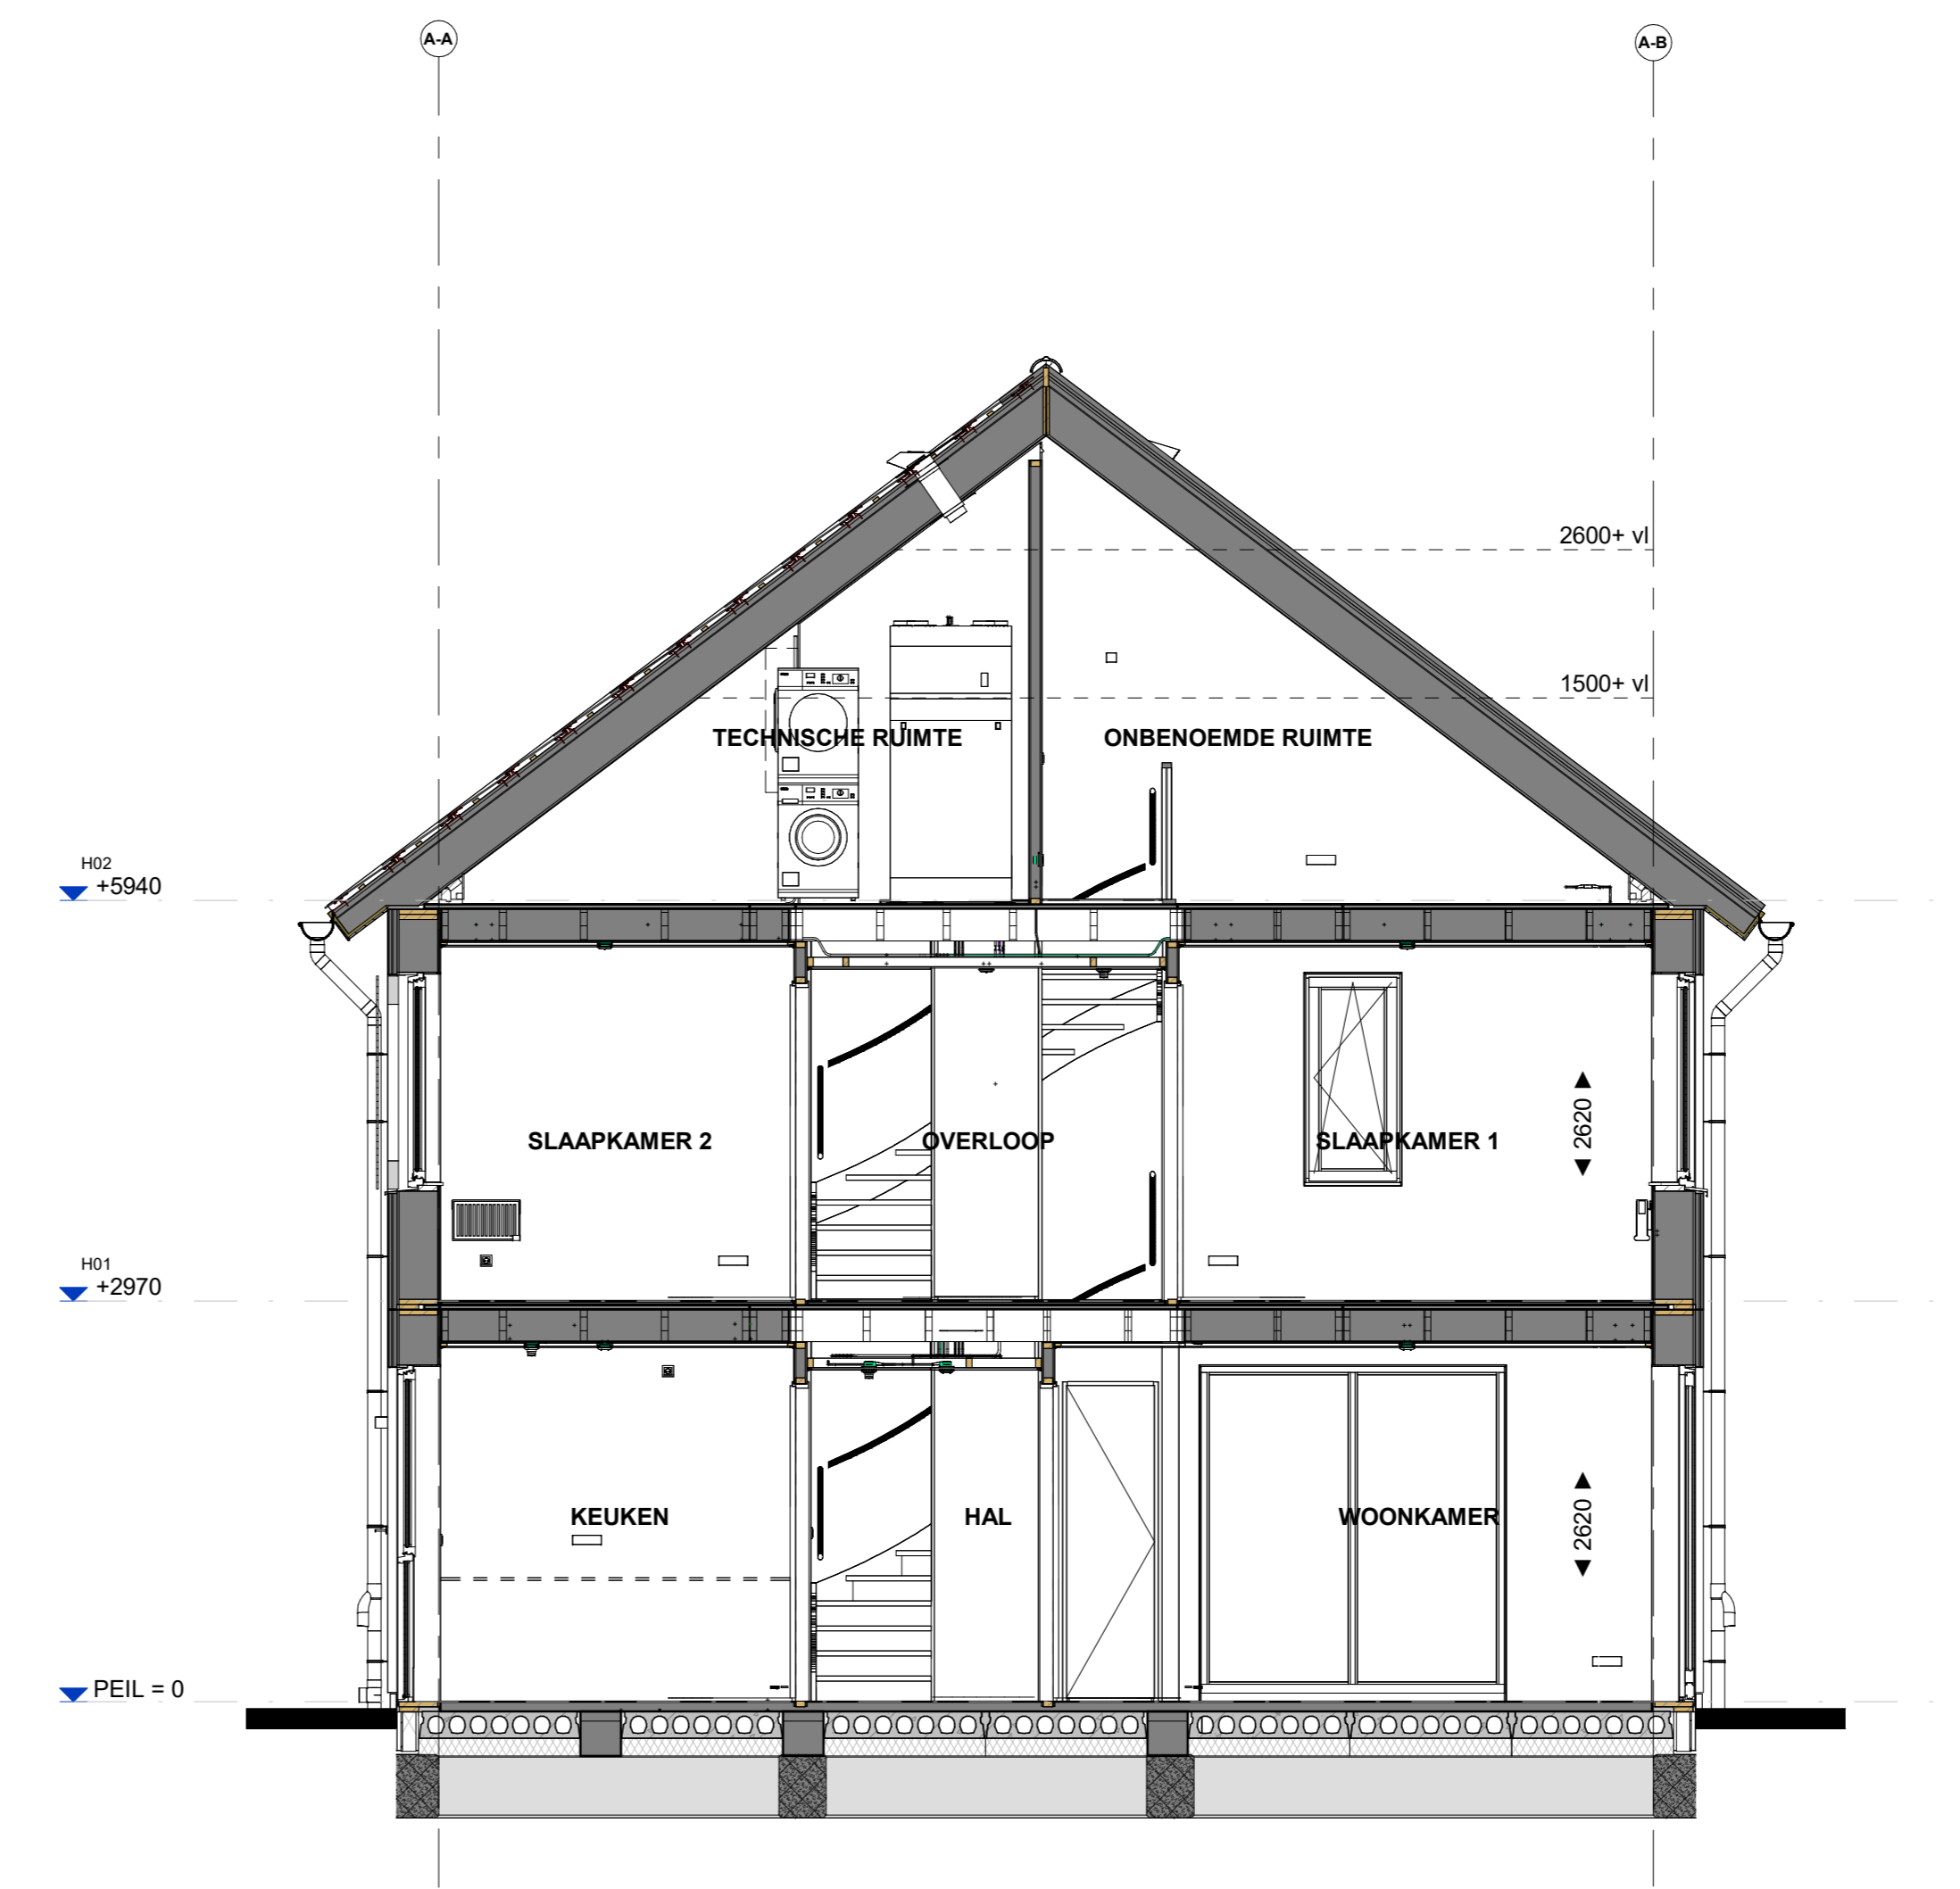 A-A
A-B
2600+ vl
1500+ vl
TECHNISCHE RUIMTE
ONBENOEMDE RUIMTE
H02
+5940
SLAAPKAMER 2
OVERLOOP
SLAAPKAMER 1
2620
H01
+2970
KEUKEN
HAL
WOONKAMER
2620
PEIL = 0